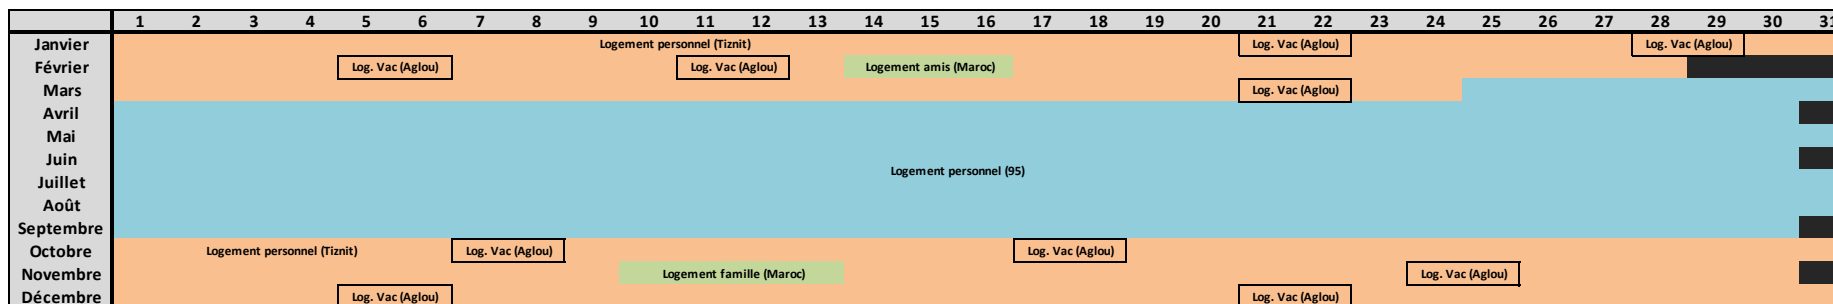 1 2 3 4 5 6 7 8 9 10 11 12 13 14 15 16 17 18 19 20 21 22 23 24 25 26 27 28 29 30 31
Janvier Logement personnel (Tiznit) Log. Vac (Aglou) Log. Vac (Aglou)
Février Log. Vac (Aglou) Log. Vac (Aglou) Logement amis (Maroc)
Mars Log. Vac (Aglou)
Avril
Mai
Juin
Logement personnel (95)
Juillet
Août
Septembre
Octobre Logement personnel (Tiznit) Log. Vac (Aglou) Log. Vac (Aglou)
Novembre Logement famille (Maroc) Log. Vac (Aglou)
Décembre Log. Vac (Aglou) Log. Vac (Aglou)